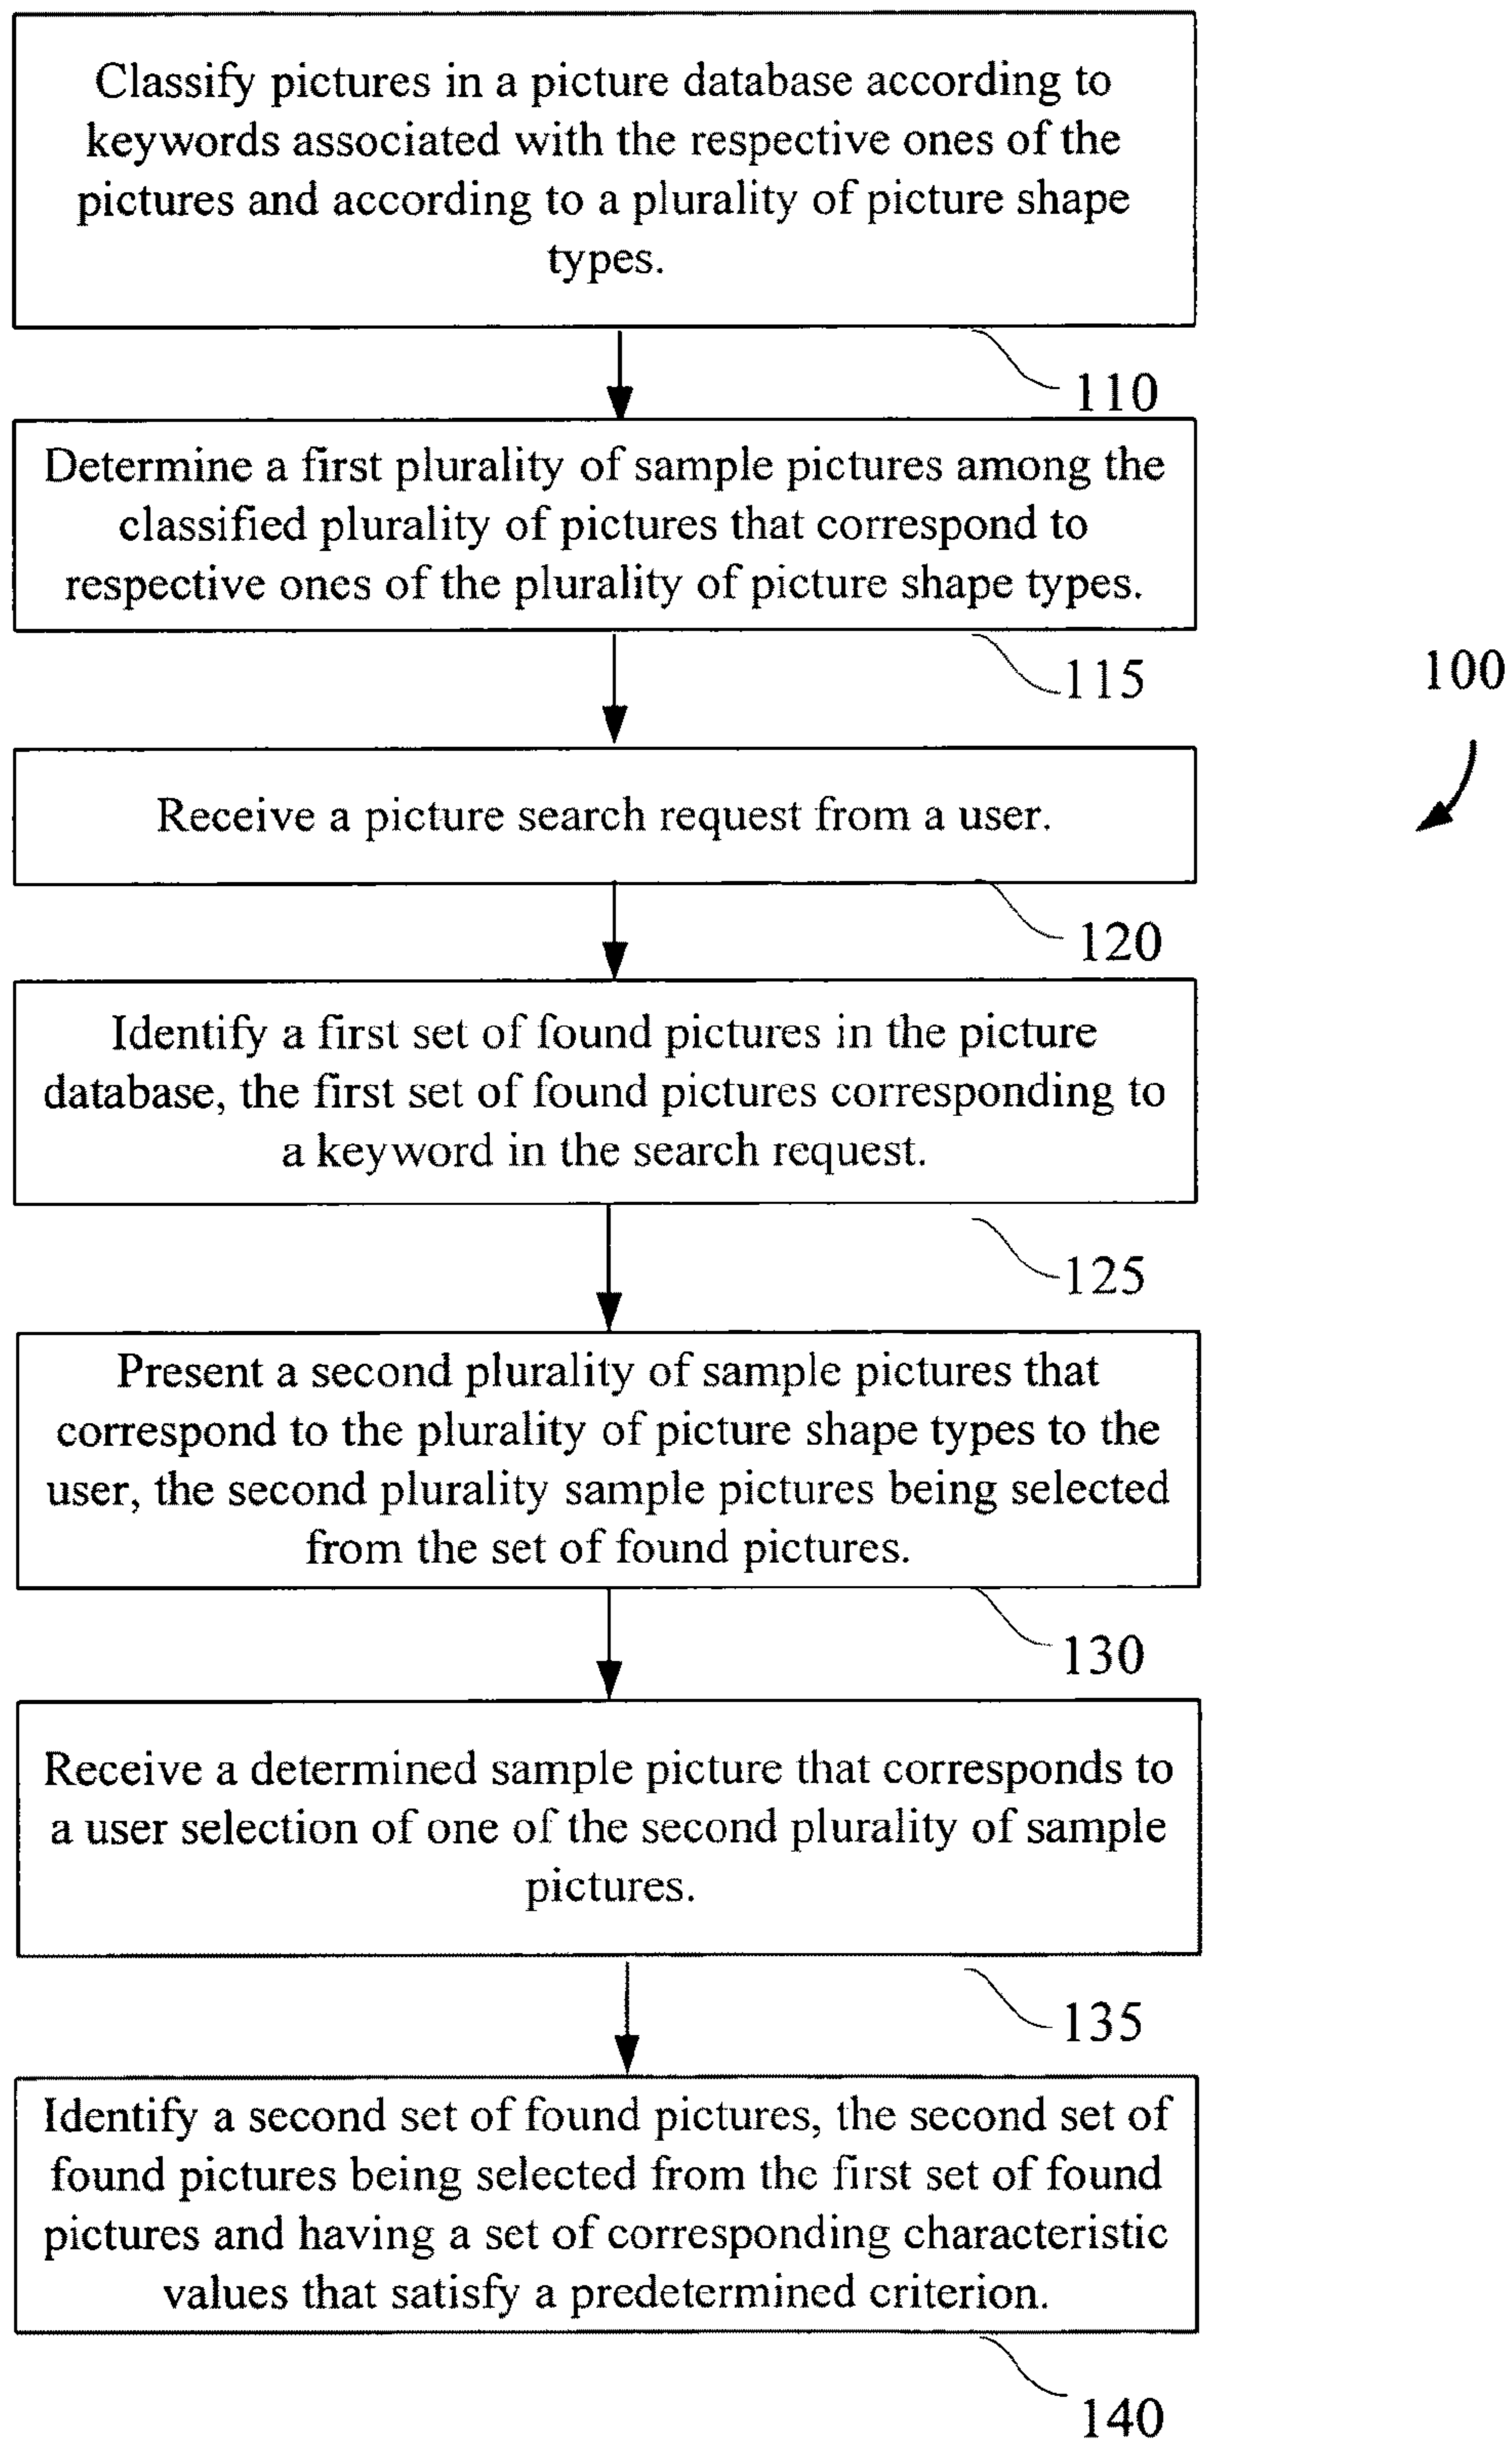 Classify pictures in a picture database according to
keywords associated with the respective ones of the
pictures and according to a plurality of picture shape
types.
110
Determine a first plurality of sample pictures among the
classified plurality of pictures that correspond to
respective ones of the plurality of picture shape types.
115
100
Receive a picture search request from a user.
120
Identify a first set of found pictures in the picture
database, the first set of found pictures corresponding to
a keyword in the search request.
125
Present a second plurality of sample pictures that
correspond to the plurality of picture shape types to the
user, the second plurality sample pictures being selected
from the set of found pictures.
130
Receive a determined sample picture that corresponds to
a user selection of one of the second plurality of sample
pictures.
135
Identify a second set of found pictures, the second set of
found pictures being selected from the first set of found
pictures and having a set of corresponding characteristic
values that satisfy a predetermined criterion.
140